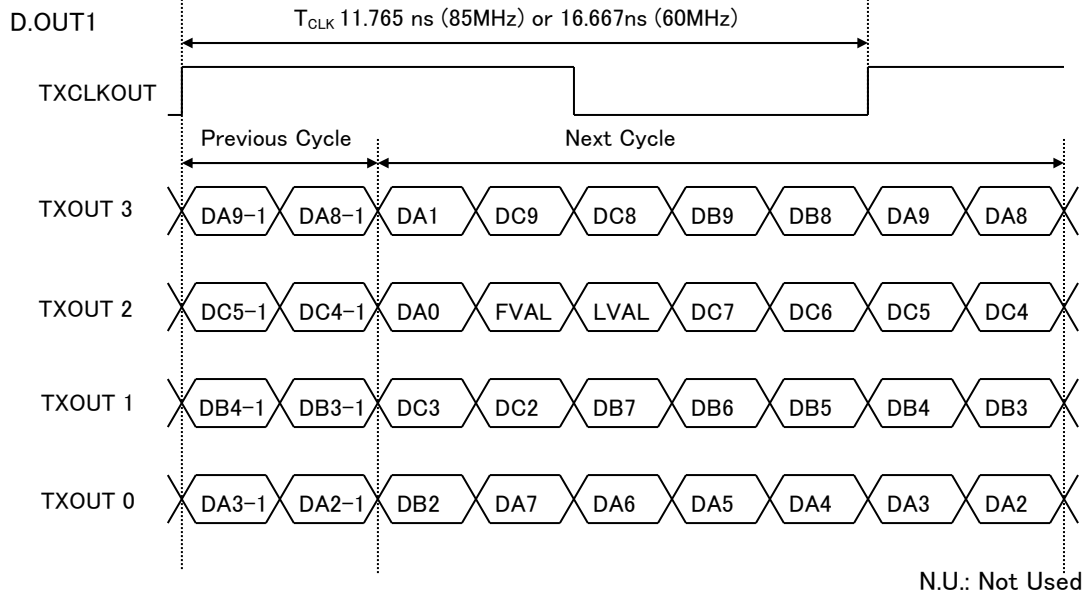 D.OUT1
TCLK 11.765 ns (85MHz) or 16.667ns (60MHz)
TXCLKOUT
Previous Cycle Next Cycle
TXOUT 3 DA9-1 DA8-1 DA1 DC9 DC8 DB9 DB8 DA9 DA8
TXOUT 2 DC5-1 DC4-1 DA0 FVAL LVAL DC7 DC6 DC5 DC4
TXOUT 1 DB4-1 DB3-1 DC3 DC2 DB7 DB6 DB5 DB4 DB3
TXOUT 0 DA3-1 DA2-1 DB2 DA7 DA6 DA5 DA4 DA3 DA2
N.U.: Not Used